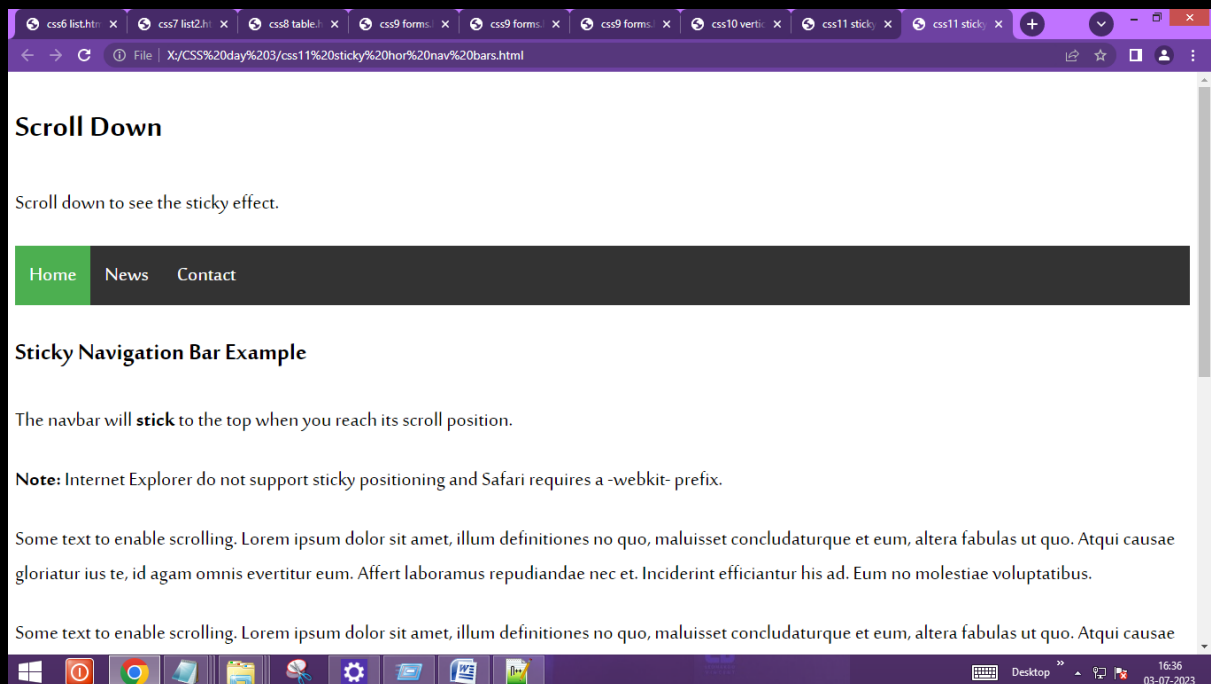 css6 list.htm css7 list2.ht css8 table.h css9 forms. css9 forms. css9 forms. css10 vertic css11 sticky css11 sticky
File X:/CSS%20day%203/css11%20sticky%20hor%20nav%20bars.html
Scroll Down
Scroll down to see the sticky effect.
Home News Contact
Sticky Navigation Bar Example
The navbar will stick to the top when you reach its scroll position.
Note: Internet Explorer do not support sticky positioning and Safari requires a -webkit- prefix.
Some text to enable scrolling. Lorem ipsum dolor sit amet, illum definitiones no quo, maluisset concludaturque et eum, altera fabulas ut quo. Atqui causae
gloriatur ius te, id agam omnis evertitur eum. Affert laboramus repudiandae nec et. Inciderint efficiantur his ad. Eum no molestiae voluptatibus.
Some text to enable scrolling. Lorem ipsum dolor sit amet, illum definitiones no quo, maluisset concludaturque et eum, altera fabulas ut quo. Atqui causae
Desktop 16:36
03-07-2023